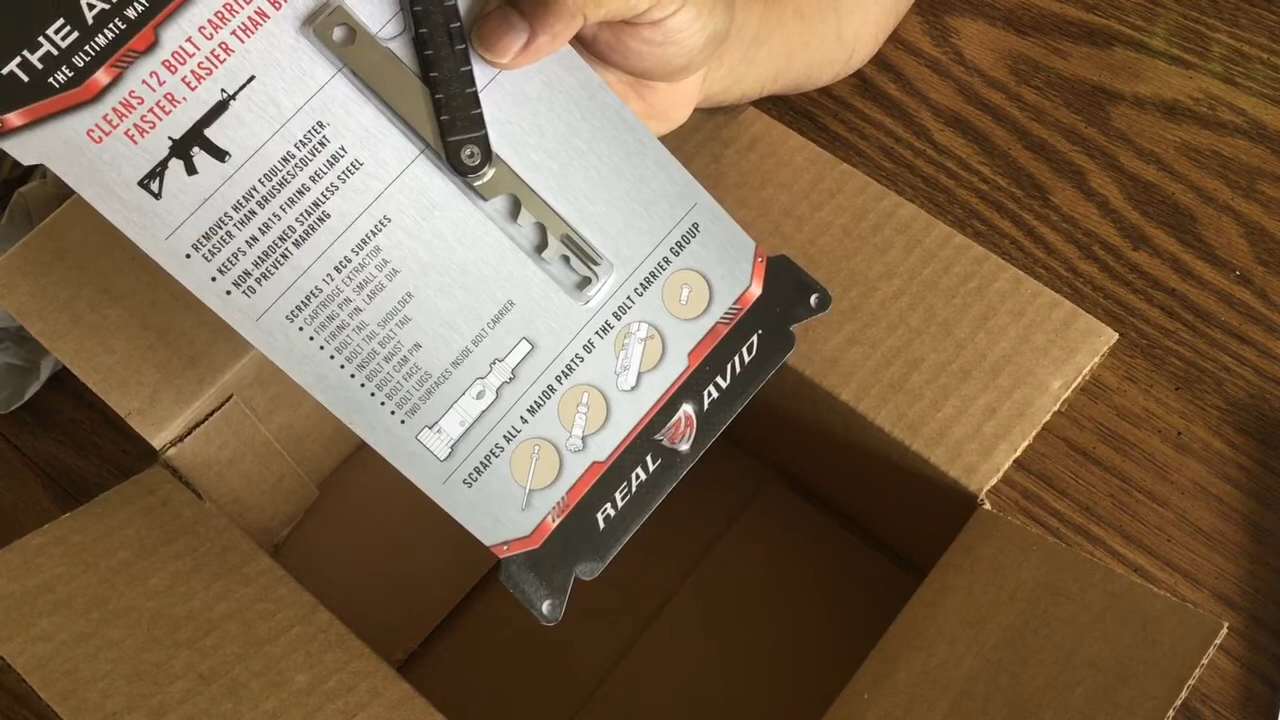 THE A
THE ULTIMATE WAY
CLEANS 12 BOLT CARRIE
FASTER, EASIER THAN B
• REMOVES HEAVY FOULING FASTER,
EASIER THAN BRUSHES/SOLVENT
• KEEPS AN AR15 FIRING RELIABLY
• NON-HARDENED STAINLESS STEEL
TO PREVENT MARRING
SCRAPES 12 BCG SURFACES
• CARTRIDGE EXTRACTOR
• FIRING PIN, SMALL DIA.
• FIRING PIN, LARGE DIA.
• BOLT TAIL
• BOLT TAIL SHOULDER
• INSIDE BOLT TAIL
• BOLT WAIST
• BOLT CAM PIN
• BOLT FACE
• BOLT LUGS
• TWO SURFACES INSIDE BOLT CARRIER
SCRAPES ALL 4 MAJOR PARTS OF THE BOLT CARRIER GROUP
REAL RA AVID®